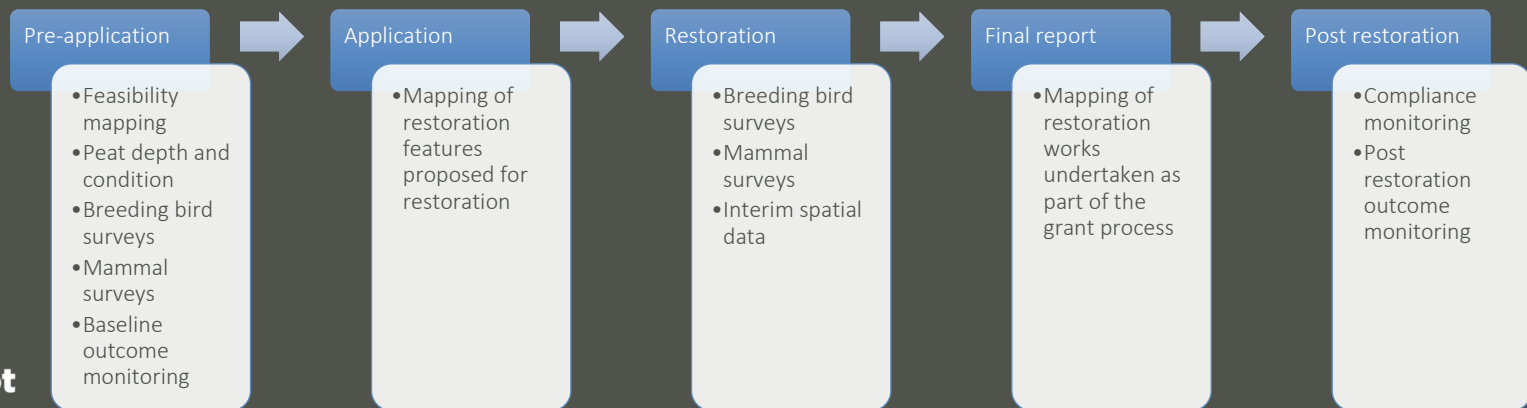 Pre-application
•Feasibility
mapping
•Peat depth and
condition
•Breeding bird
surveys
•Mammal
surveys
•Baseline
outcome
monitoring
Application
•Mapping of
restoration
features
proposed for
restoration
Restoration
•Breeding bird
surveys
•Mammal
surveys
•Interim spatial
data
Final report
•Mapping of
restoration
works
undertaken as
part of the
grant process
Post restoration
•Compliance
monitoring
•Post
restoration
outcome
monitoring